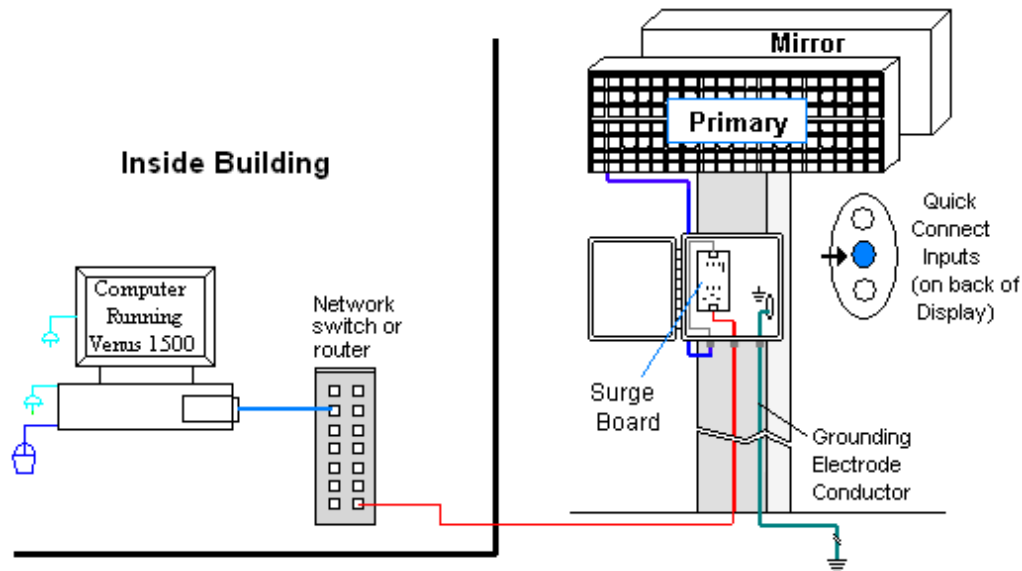 Mirror
Primary
Inside Building
Quick
Connect
Inputs
(on back of
Display)
Computer
Running
Venus 1500
Network
switch or
router
Surge
Board
Grounding
Electrode
Conductor